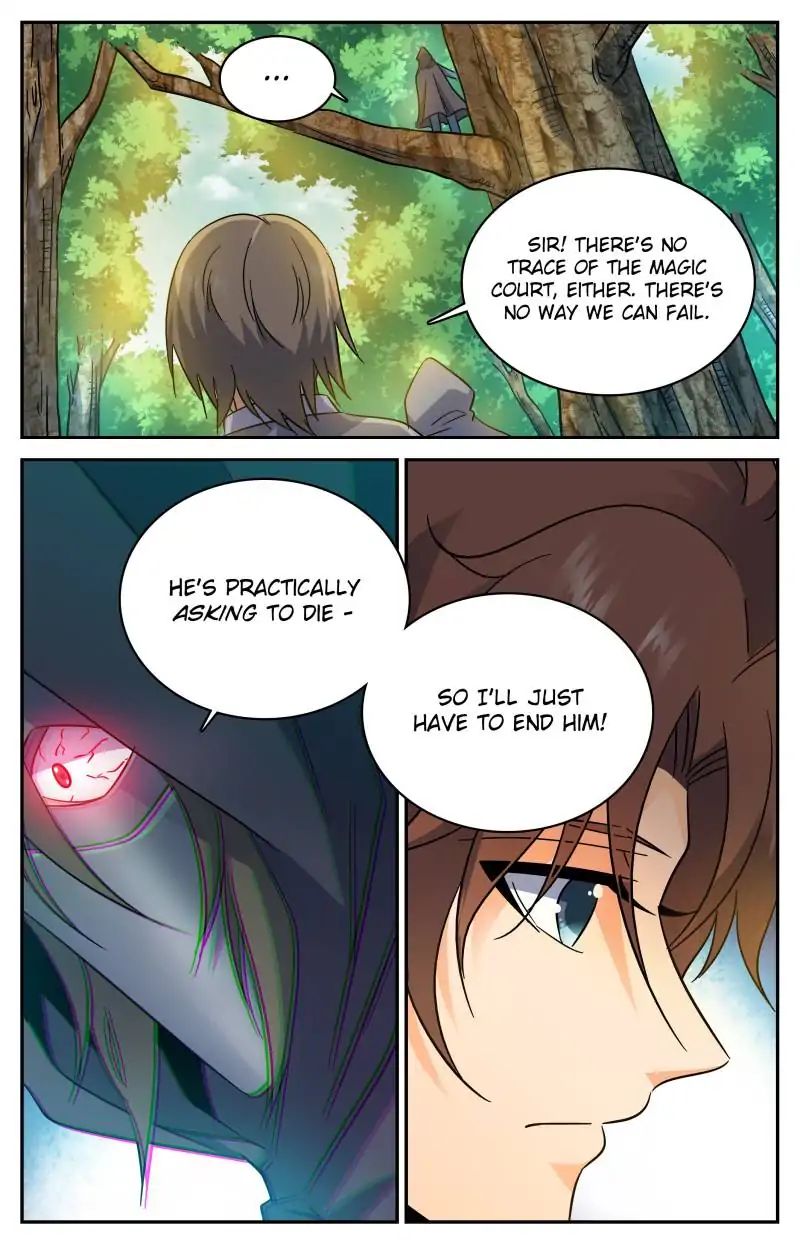 ...
SIR! THERE'S NO
TRACE OF THE MAGIC
COURT, EITHER. THERE'S
NO WAY WE CAN FAIL.
HE'S PRACTICALLY
ASKING TO DIE -
SO I'LL JUST
HAVE TO END HIM!